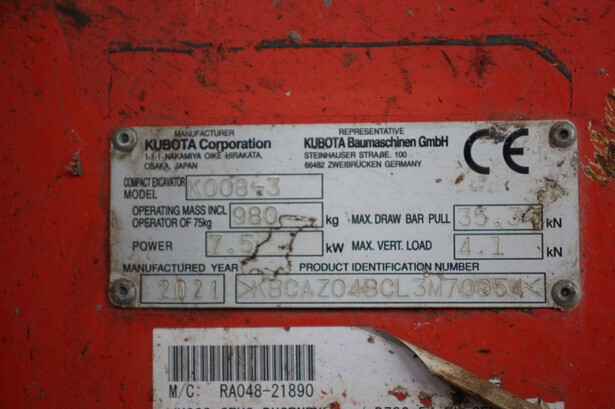 MANUFACTURER
KUBOTA Corporation
1-1-1 NAKAMIYA OIKE HIRAKATA,
OSAKA, JAPAN
REPRESENTATIVE
KUBOTA Baumaschinen GmbH
STEINHAUSER STRAßE, 100
66482 ZWEIBRÜCKEN GERMANY
CE
COMPACT EXCAVATOR
MODEL K008-3
OPERATING MASS INCL
OPERATOR OF 75kg 980 kg MAX. DRAW BAR PULL kN
POWER 7.5 kW MAX. VERT. LOAD 4.1 kN
MANUFACTURED YEAR PRODUCT IDENTIFICATION NUMBER
2021 >KBCAZ04BCL3M70954<
M/C: RA048-21890